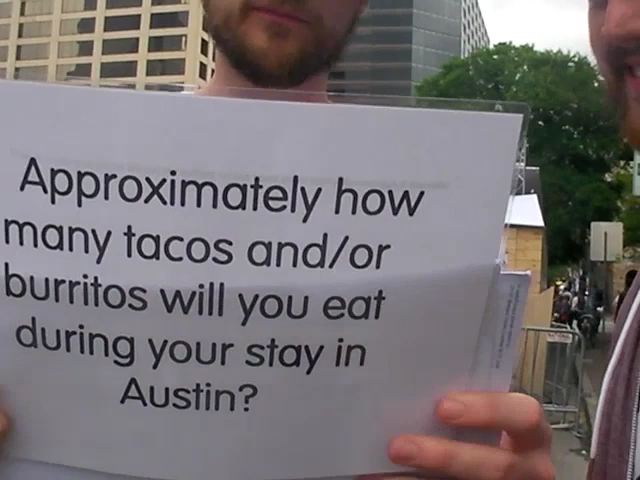 Approximately how
many tacos and/or
burritos will you eat
during your stay in
Austin?